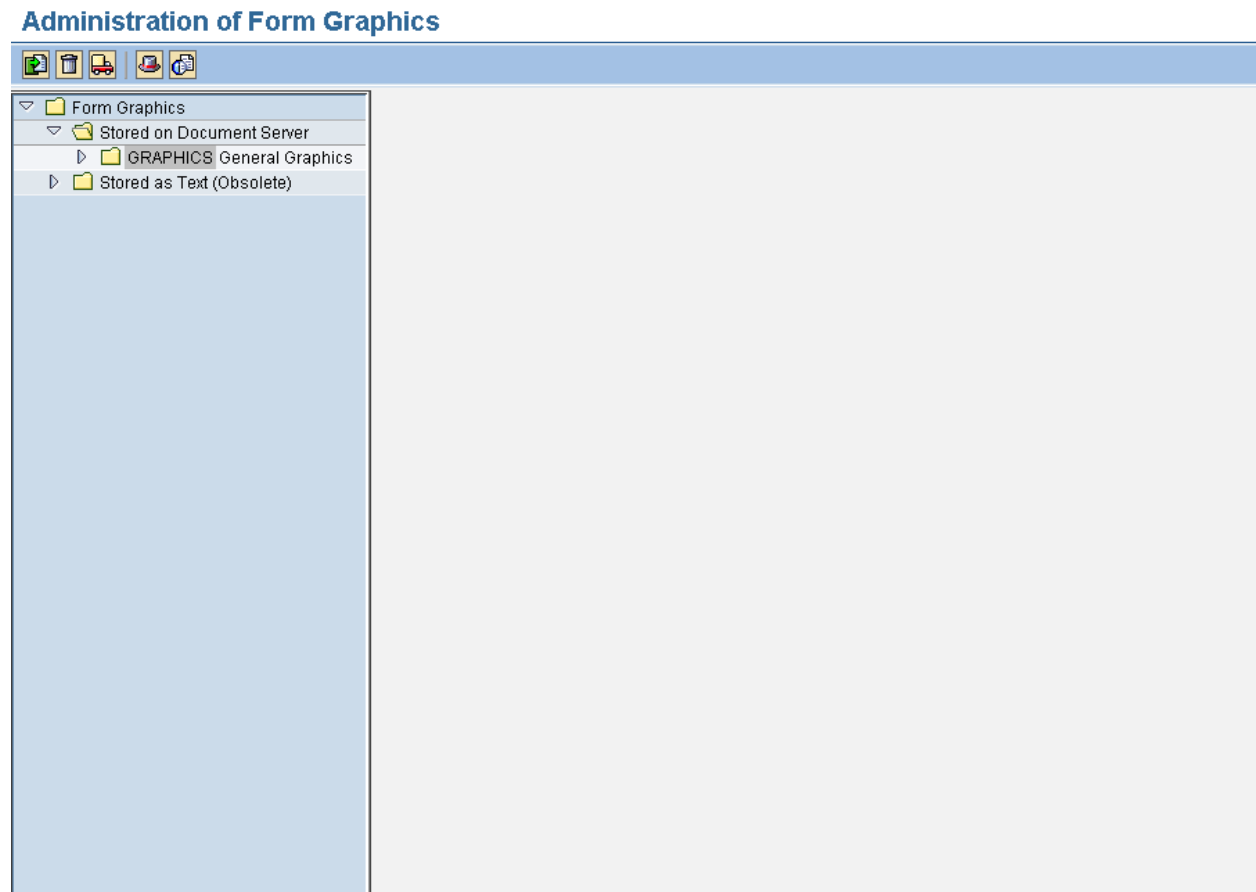 Administration of Form Graphics
Form Graphics
Stored on Document Server
GRAPHICS General Graphics
Stored as Text (Obsolete)